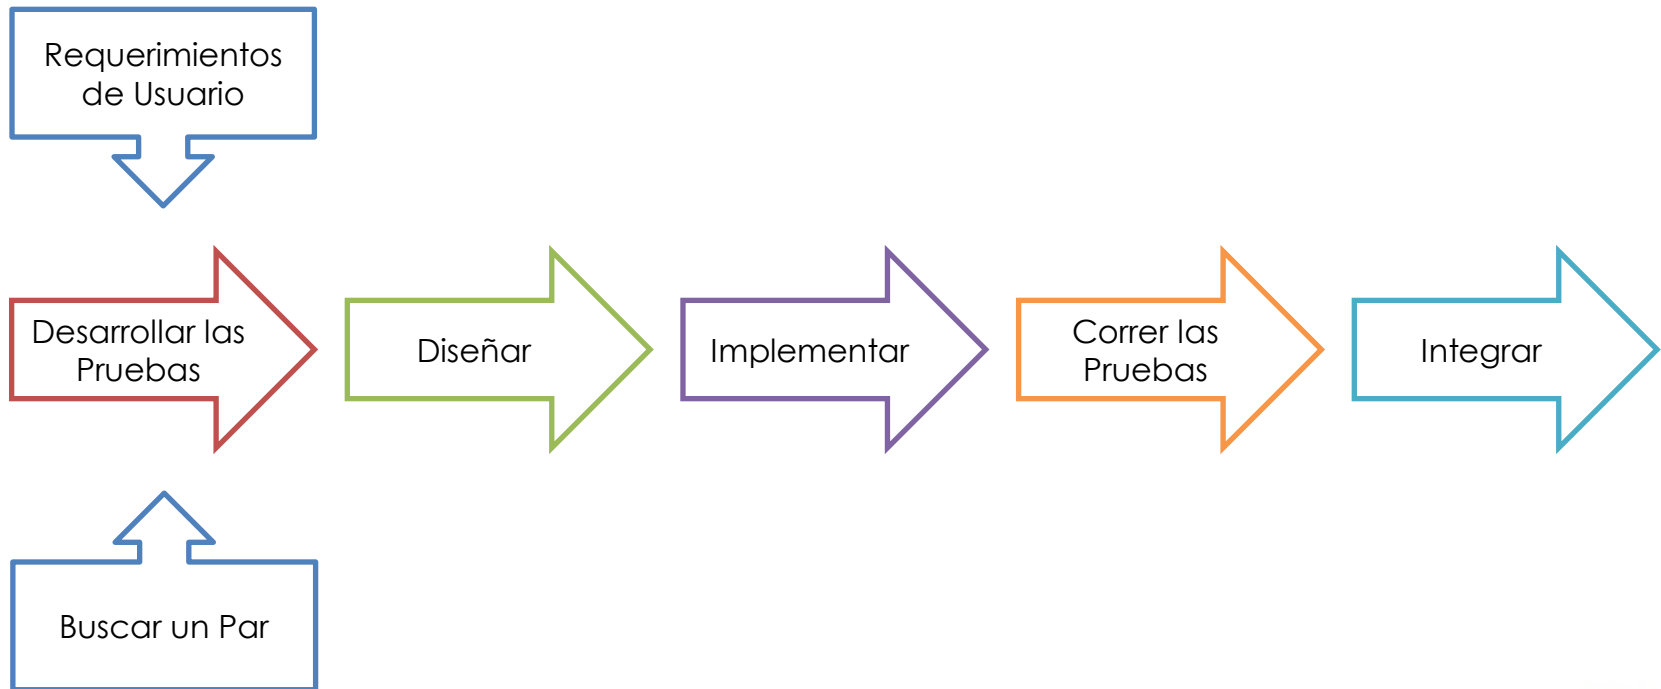 Requerimientos
de Usuario
Desarrollar las
Pruebas
Diseñar
Implementar
Correr las
Pruebas
Integrar
Buscar un Par